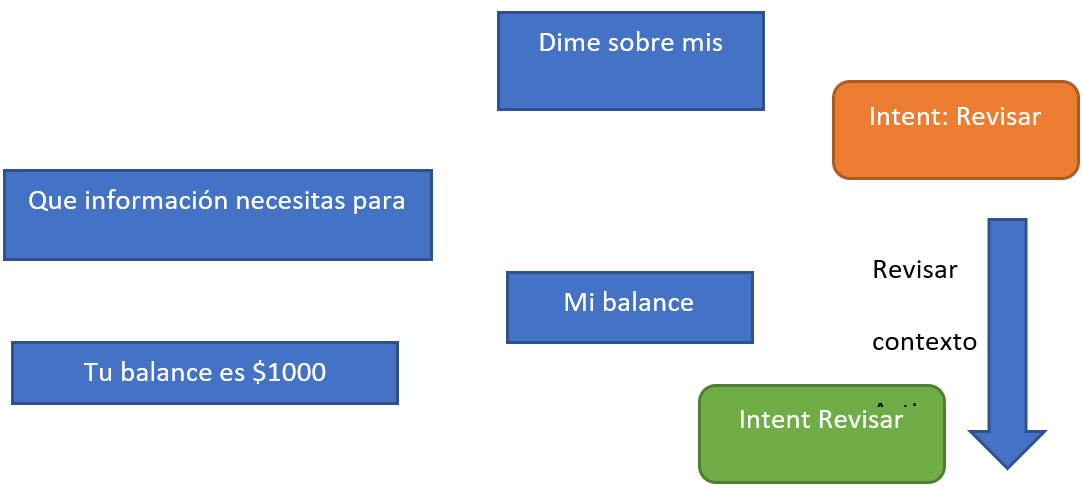 Dime sobre mis
Intent: Revisar
Que información necesitas para
Revisar
Mi balance
contexto
Tu balance es $1000
Intent Revisar